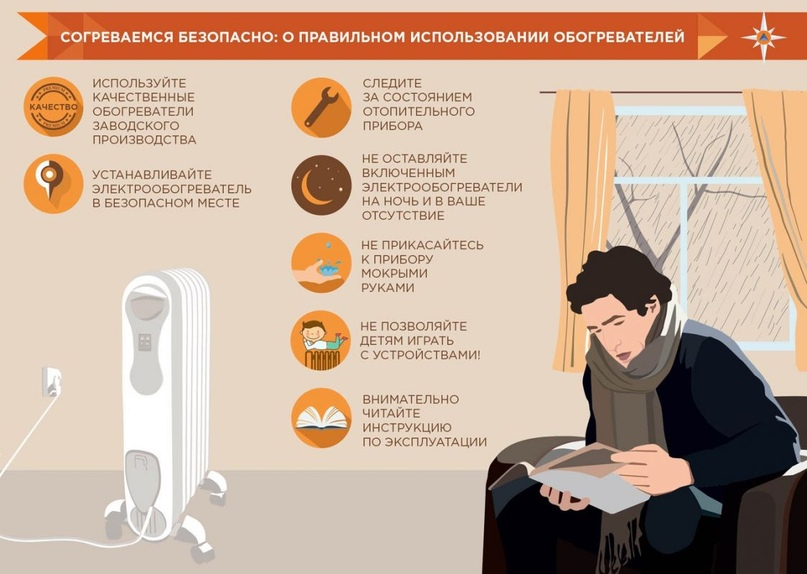 СОГРЕВАЕМСЯ БЕЗОПАСНО: О ПРАВИЛЬНОМ ИСПОЛЬЗОВАНИИ ОБОГРЕВАТЕЛЕЙ
КАЧЕСТВО
ИСПОЛЬЗУЙТЕ
КАЧЕСТВЕННЫЕ
ОБОГРЕВАТЕЛИ
ЗАВОДСКОГО
ПРОИЗВОДСТВА
УСТАНАВЛИВАЙТЕ
ЭЛЕКТРООБОГРЕВАТЕЛЬ
В БЕЗОПАСНОМ МЕСТЕ
СЛЕДИТЕ
ЗА СОСТОЯНИЕМ
ОТОПИТЕЛЬНОГО
ПРИБОРА
НЕ ОСТАВЛЯЙТЕ
ВКЛЮЧЕННЫМ
ЭЛЕКТРООБОГРЕВАТЕЛИ
НА НОЧЬ И В ВАШЕ
ОТСУТСТВИЕ
НЕ ПРИКАСАЙТЕСЬ
К ПРИБОРУ
МОКРЫМИ
РУКАМИ
НЕ ПОЗВОЛЯЙТЕ
ДЕТЯМ ИГРАТЬ
С УСТРОЙСТВАМИ!
ВНИМАТЕЛЬНО
ЧИТАЙТЕ
ИНСТРУКЦИЮ
ПО ЭКСПЛУАТАЦИИ